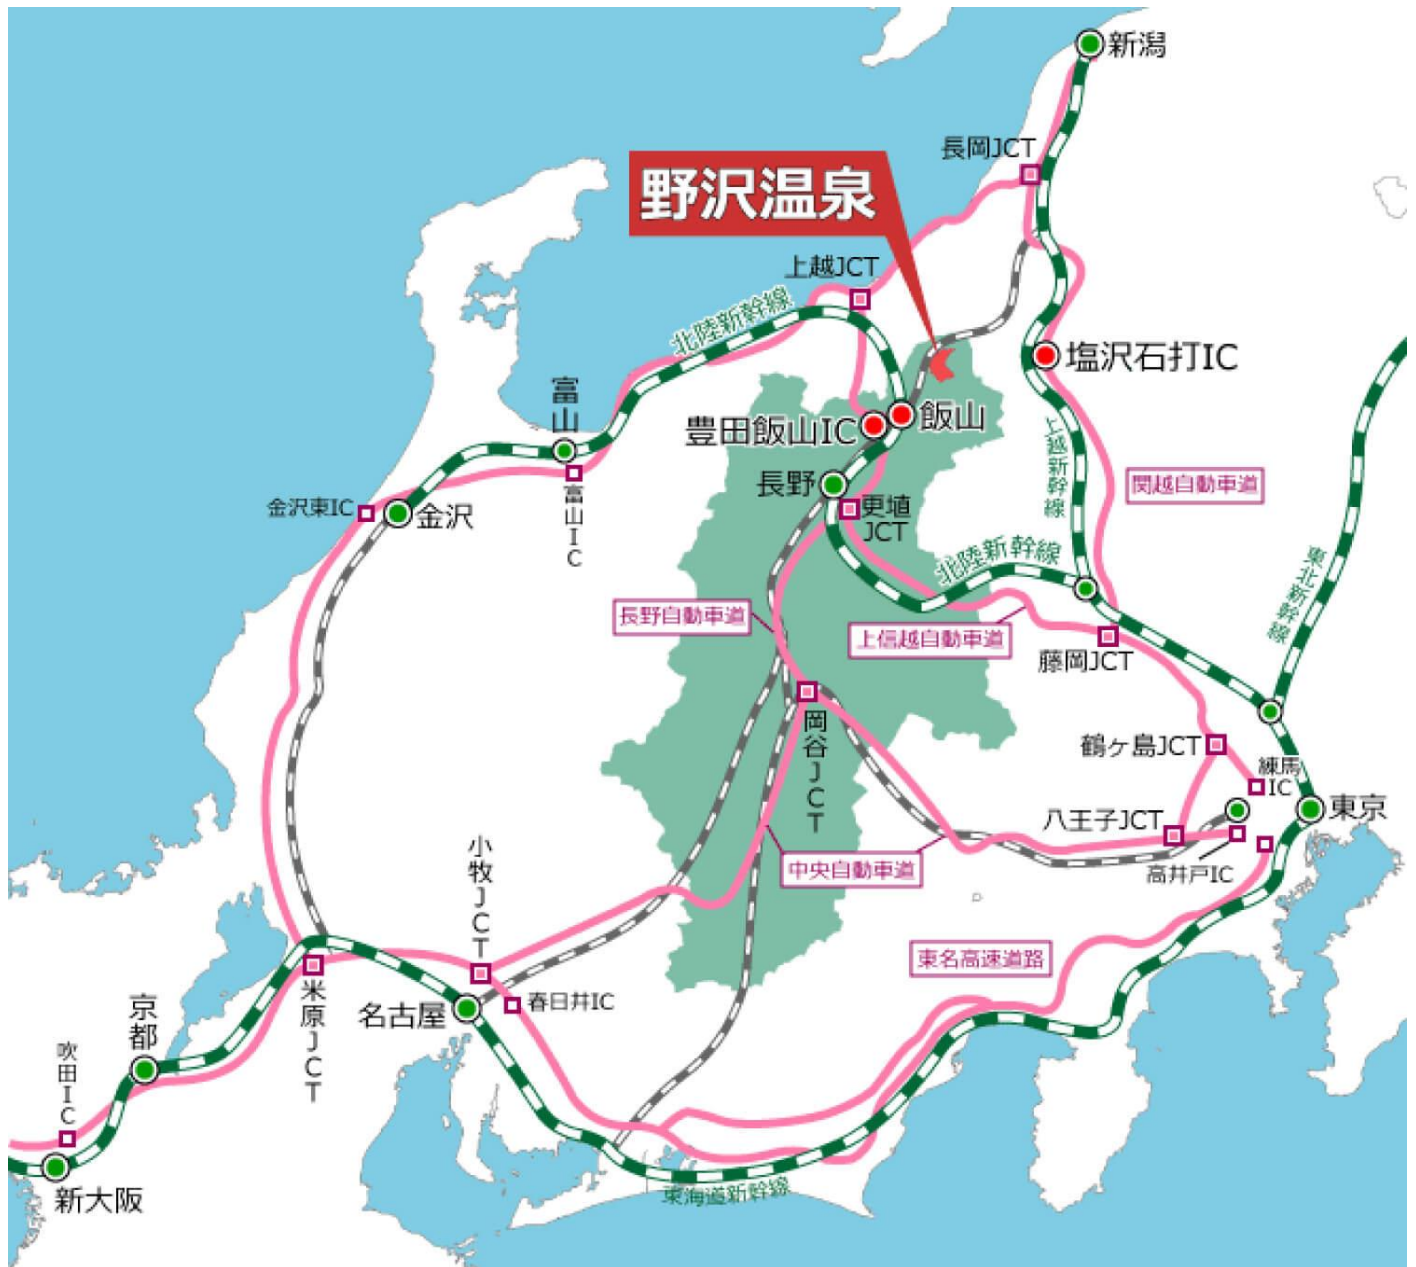 新潟
長岡JCT
野沢温泉
上越JCT
北陸新幹線
塩沢石打IC
富山
豊田飯山IC
飯山
上越新幹線
長野
関越自動車道
金沢東IC
金沢
富山IC
更埴
JCT
北陸新幹線
東北新幹線
長野自動車道
上信越自動車道
藤岡JCT
岡谷JCT
鶴ヶ島JCT
練馬
IC
東京
八王子JCT
小牧JCT
中央自動車道
高井戸IC
東名高速道路
米原JCT
京都
名古屋
春日井IC
吹田IC
新大阪
東海道新幹線